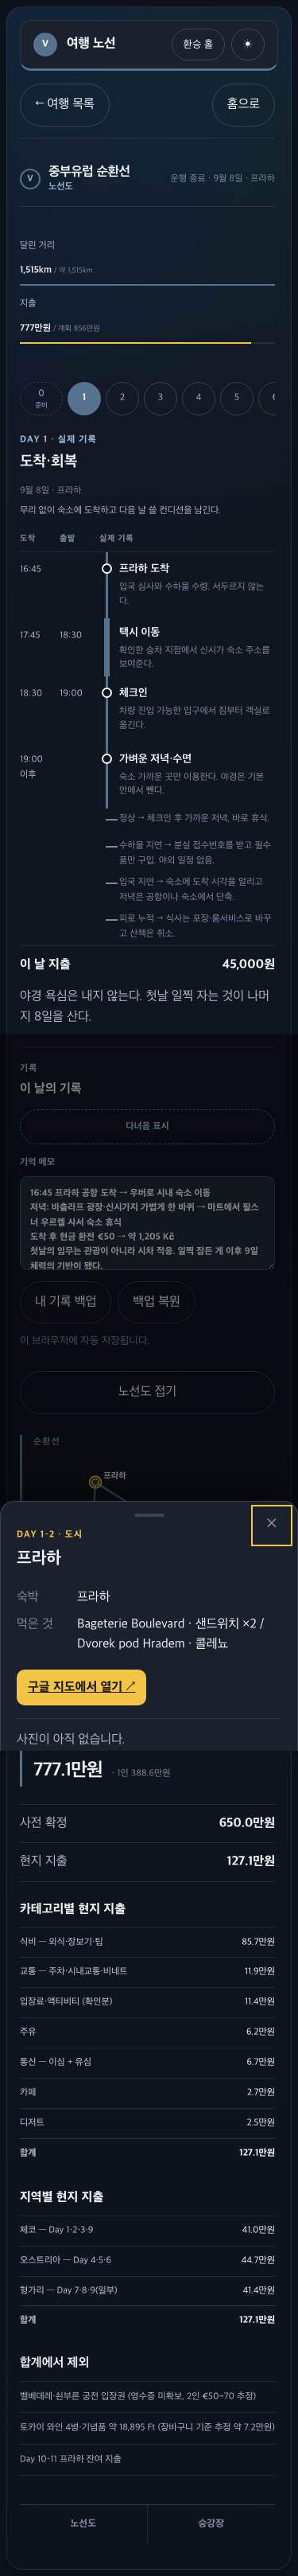 V 여행 노선 환승 홀 ☀
← 여행 목록 홈으로
V 중부유럽 순환선
노선도
운행 종료 · 9월 8일 · 프라하
달린 거리
1,515km / 약 1,515km
지출
777만원 / 계획 856만원
0 준비 1 2 3 4 5
DAY 1 · 실제 기록
도착·회복
9월 8일 · 프라하
무리 없이 숙소에 도착하고 다음 날 쓸 컨디션을 남긴다.
도착 출발 실제 기록
16:45 프라하 도착
입국 심사와 수하물 수령. 서두르지 않는
다.
17:45 18:30 택시 이동
확인한 승차 지점에서 신시가 숙소 주소를
보여준다.
18:30 19:00 체크인
차량 진입 가능한 입구에서 짐부터 객실로
옮긴다.
19:00 가벼운 저녁·수면
이후
숙소 가까운 곳만 이용한다. 야경은 기본
안에서 뺀다.
정상 → 체크인 후 가까운 저녁, 바로 휴식.
수하물 지연 → 분실 접수번호를 받고 필수
품만 구입. 야외 일정 없음.
입국 지연 → 숙소에 도착 시각을 알리고
저녁은 공항이나 숙소에서 단축.
피로 누적 → 식사는 포장·룸서비스로 바꾸
고 산책은 취소.
이 날 지출 45,000원
야경 욕심은 내지 않는다. 첫날 일찍 자는 것이 나머
지 8일을 산다.
기록
이 날의 기록
다녀옴 표시
기억 메모
16:45 프라하 공항 도착 → 우버로 시내 숙소 이동
저녁: 바츨라프 광장·신시가지 가볍게 한 바퀴 → 마트에서 필스
너 우르켈 사서 숙소 휴식
도착 후 현금 환전 €50 → 약 1,205 Kč
첫날의 임무는 관광이 아니라 시차 적응. 일찍 잠든 게 이후 9일
체력의 기반이 됐다.
내 기록 백업 백업 복원
이 브라우저에 자동 저장됩니다.
노선도 접기
순환선
프라하
×
DAY 1-2 · 도시
프라하
숙박 프라하
먹은 것 Bageterie Boulevard · 샌드위치 ×2 /
Dvorek pod Hradem · 콜레뇨
구글 지도에서 열기 ↗
사진이 아직 없습니다.
777.1만원 · 1인 388.6만원
사전 확정 650.0만원
현지 지출 127.1만원
카테고리별 현지 지출
식비 — 외식·장보기·팁 85.7만원
교통 — 주차·시내교통·비네트 11.9만원
입장료·액티비티 (확인분) 11.4만원
주유 6.2만원
통신 — 이심 + 유심 6.7만원
카페 2.7만원
디저트 2.5만원
합계 127.1만원
지역별 현지 지출
체코 — Day 1·2·3·9 41.0만원
오스트리아 — Day 4·5·6 44.7만원
헝가리 — Day 7·8·9(일부) 41.4만원
합계 127.1만원
합계에서 제외
벨베데레·쇤부른 궁전 입장권 (영수증 미확보, 2인 €50~70 추정)
토카이 와인 4병·기념품 약 18,895 Ft (장바구니 기준 추정 약 7.2만원)
Day 10-11 프라하 잔여 지출
노선도 승강장